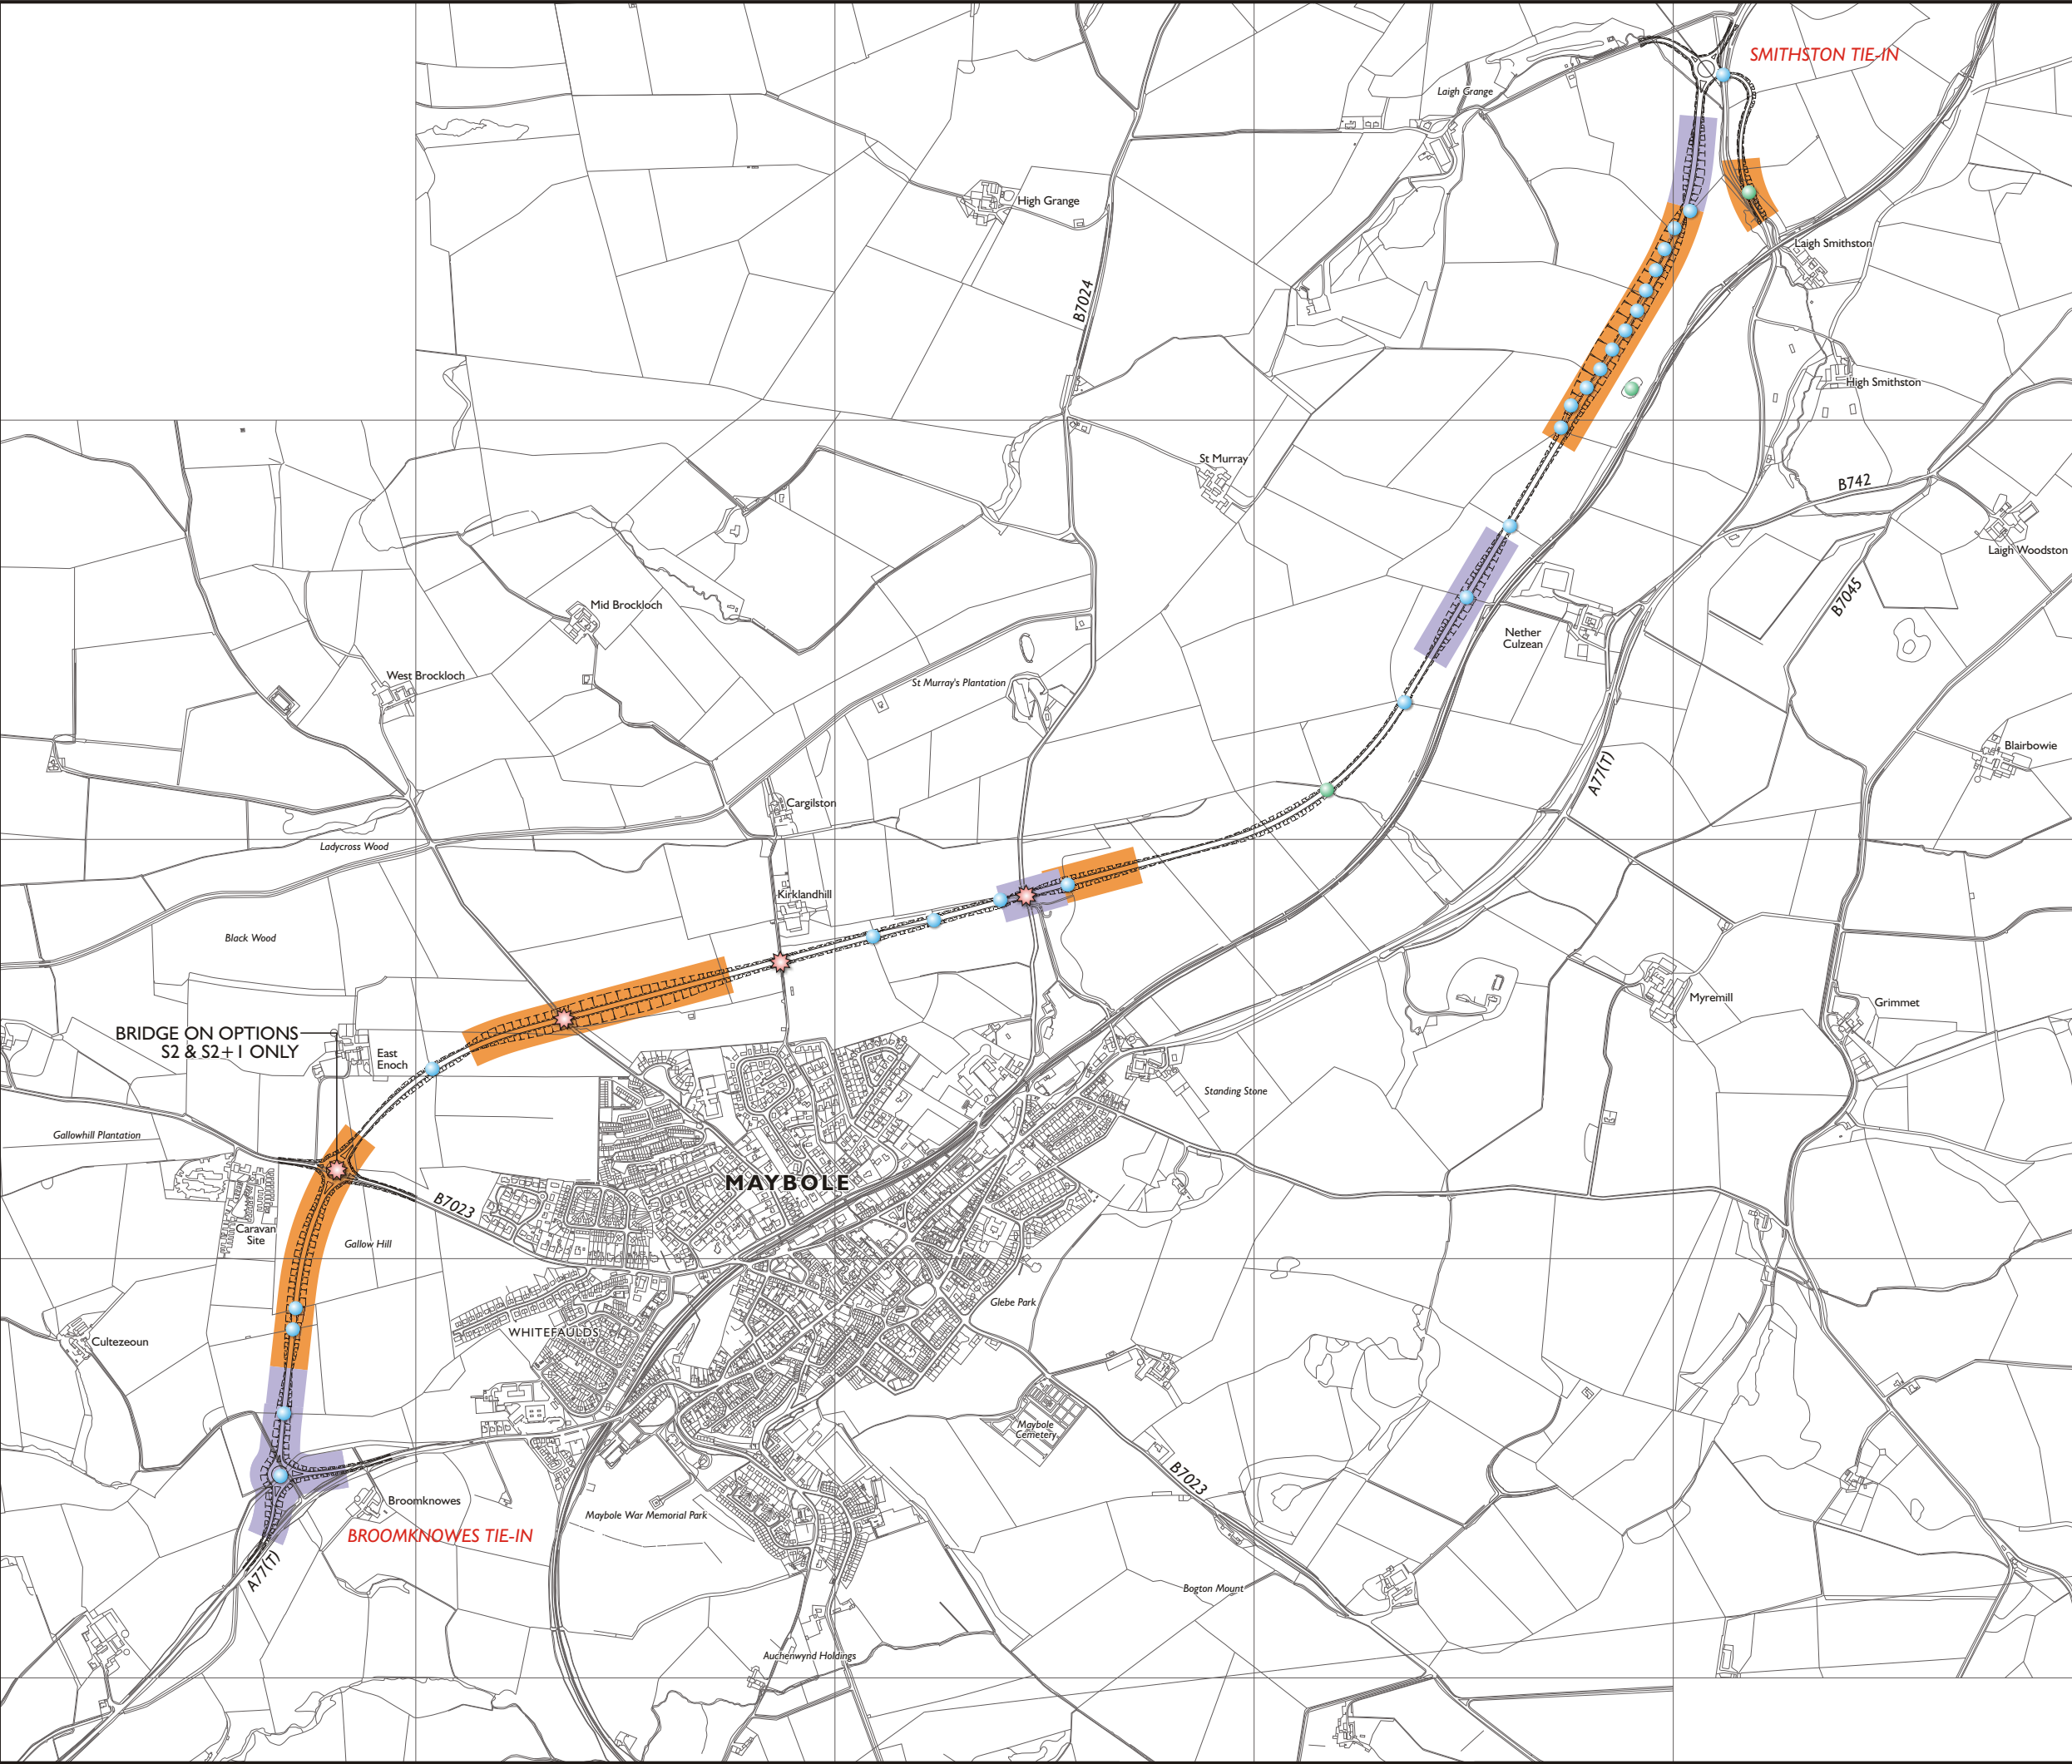 SMITHSTON TIE-IN
Laigh Grange
High Grange
Laigh Smithston
B7024
High Smithston
St Murray
B742
Laigh Woodston
B7045
Mid Brockloch
Nether
Culzean
West Brockloch
St Murray's Plantation
Blairbowie
A77(T)
Cargilston
Ladycross Wood
Kirklandhill
Black Wood
Myremill
Grimmet
BRIDGE ON OPTIONS
S2 & S2+1 ONLY
East
Enoch
Standing Stone
Gallowhill Plantation
MAYBOLE
B7023
Caravan
Site
Gallow Hill
Glebe Park
WHITEFAULDS
Cultezeoun
Maybole
Cemetery
B7023
Broomknowes
Maybole War Memorial Park
BROOMKNOWES TIE-IN
A77(T)
Bogton Mount
Auchenwynd Holdings